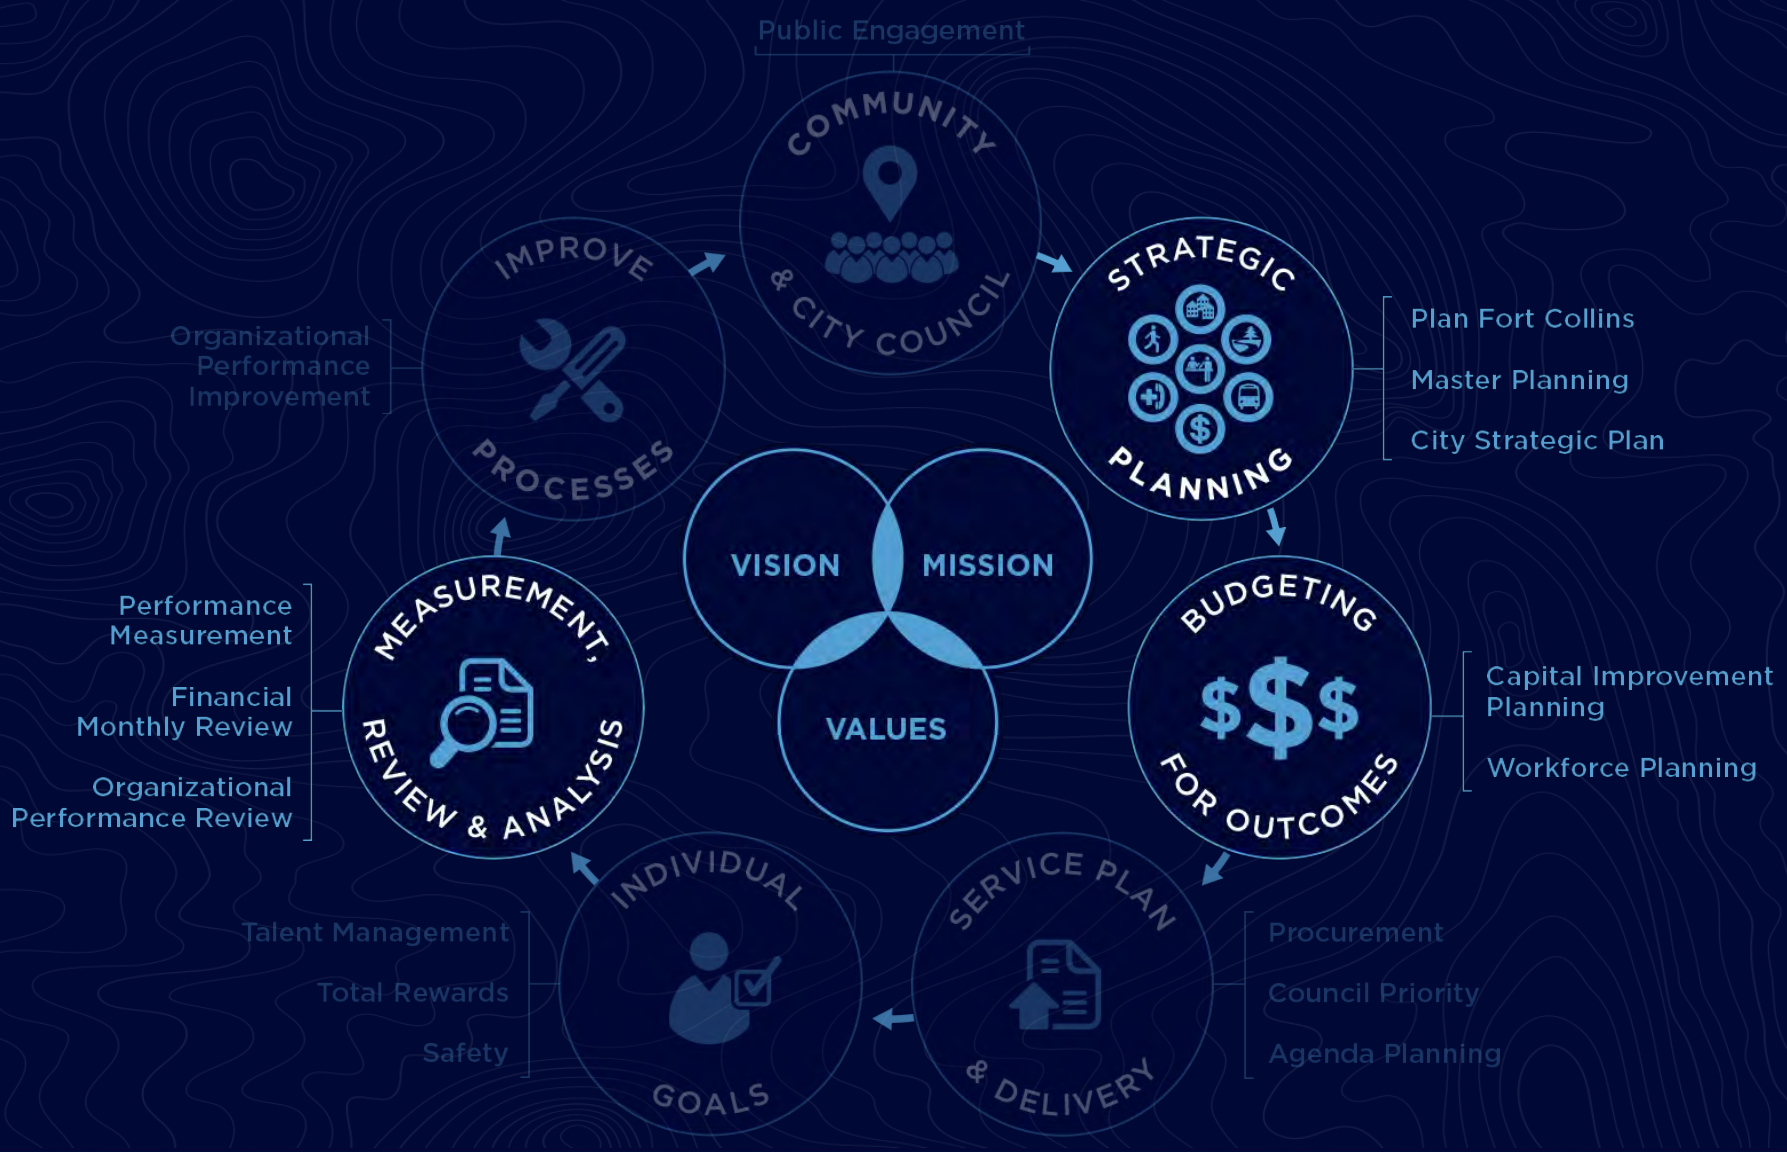 Public Engagement
COMMUNITY
& CITY COUNCIL
STRATEGIC
PLANNING
Plan Fort Collins
Master Planning
City Strategic Plan
BUDGETING
FOR OUTCOMES
Capital Improvement
Planning
Workforce Planning
SERVICE PLAN
& DELIVERY
Procurement
Council Priority
Agenda Planning
INDIVIDUAL
GOALS
Talent Management
Total Rewards
Safety
MEASUREMENT,
REVIEW & ANALYSIS
Performance
Measurement
Financial
Monthly Review
Organizational
Performance Review
IMPROVE
PROCESSES
Organizational
Performance
Improvement
VISION
MISSION
VALUES